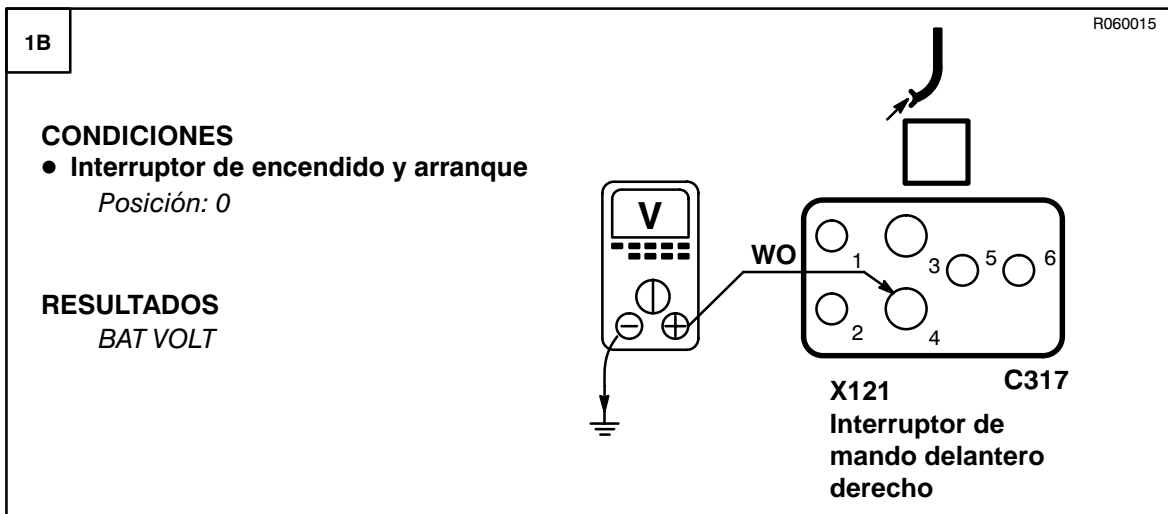 1B
R060015
CONDICIONES
● Interruptor de encendido y arranque
Posición: 0
RESULTADOS
BAT VOLT
V
WO
1
3
5
6
2
4
X121
C317
Interruptor de
mando delantero
derecho